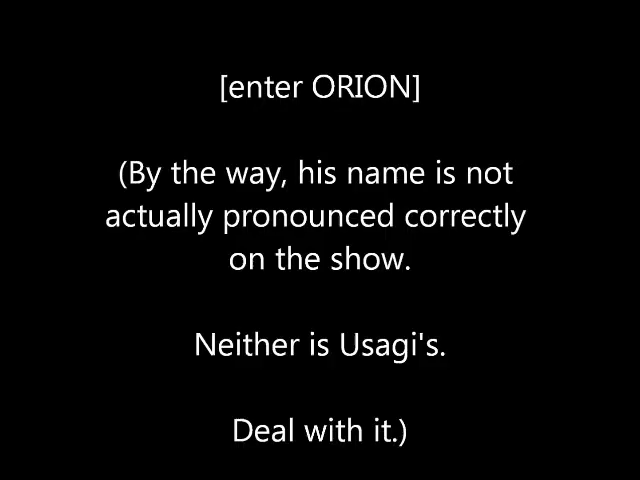 [enter ORION]
(By the way, his name is not
actually pronounced correctly
on the show.
Neither is Usagi's.
Deal with it.)